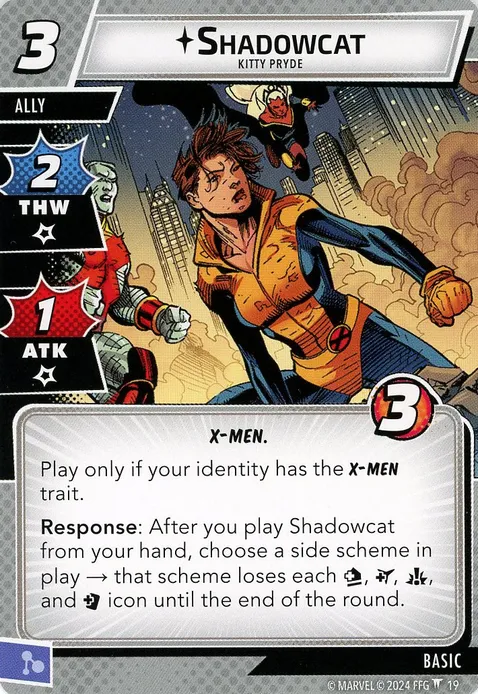 3
SHADOWCAT
KITTY PRYDE
ALLY
2
THW
1
ATK
3
X-MEN.
Play only if your identity has the X-MEN
trait.
Response: After you play Shadowcat
from your hand, choose a side scheme in
play → that scheme loses each , , ,
and icon until the end of the round.
BASIC
© MARVEL © 2024 FFG 19